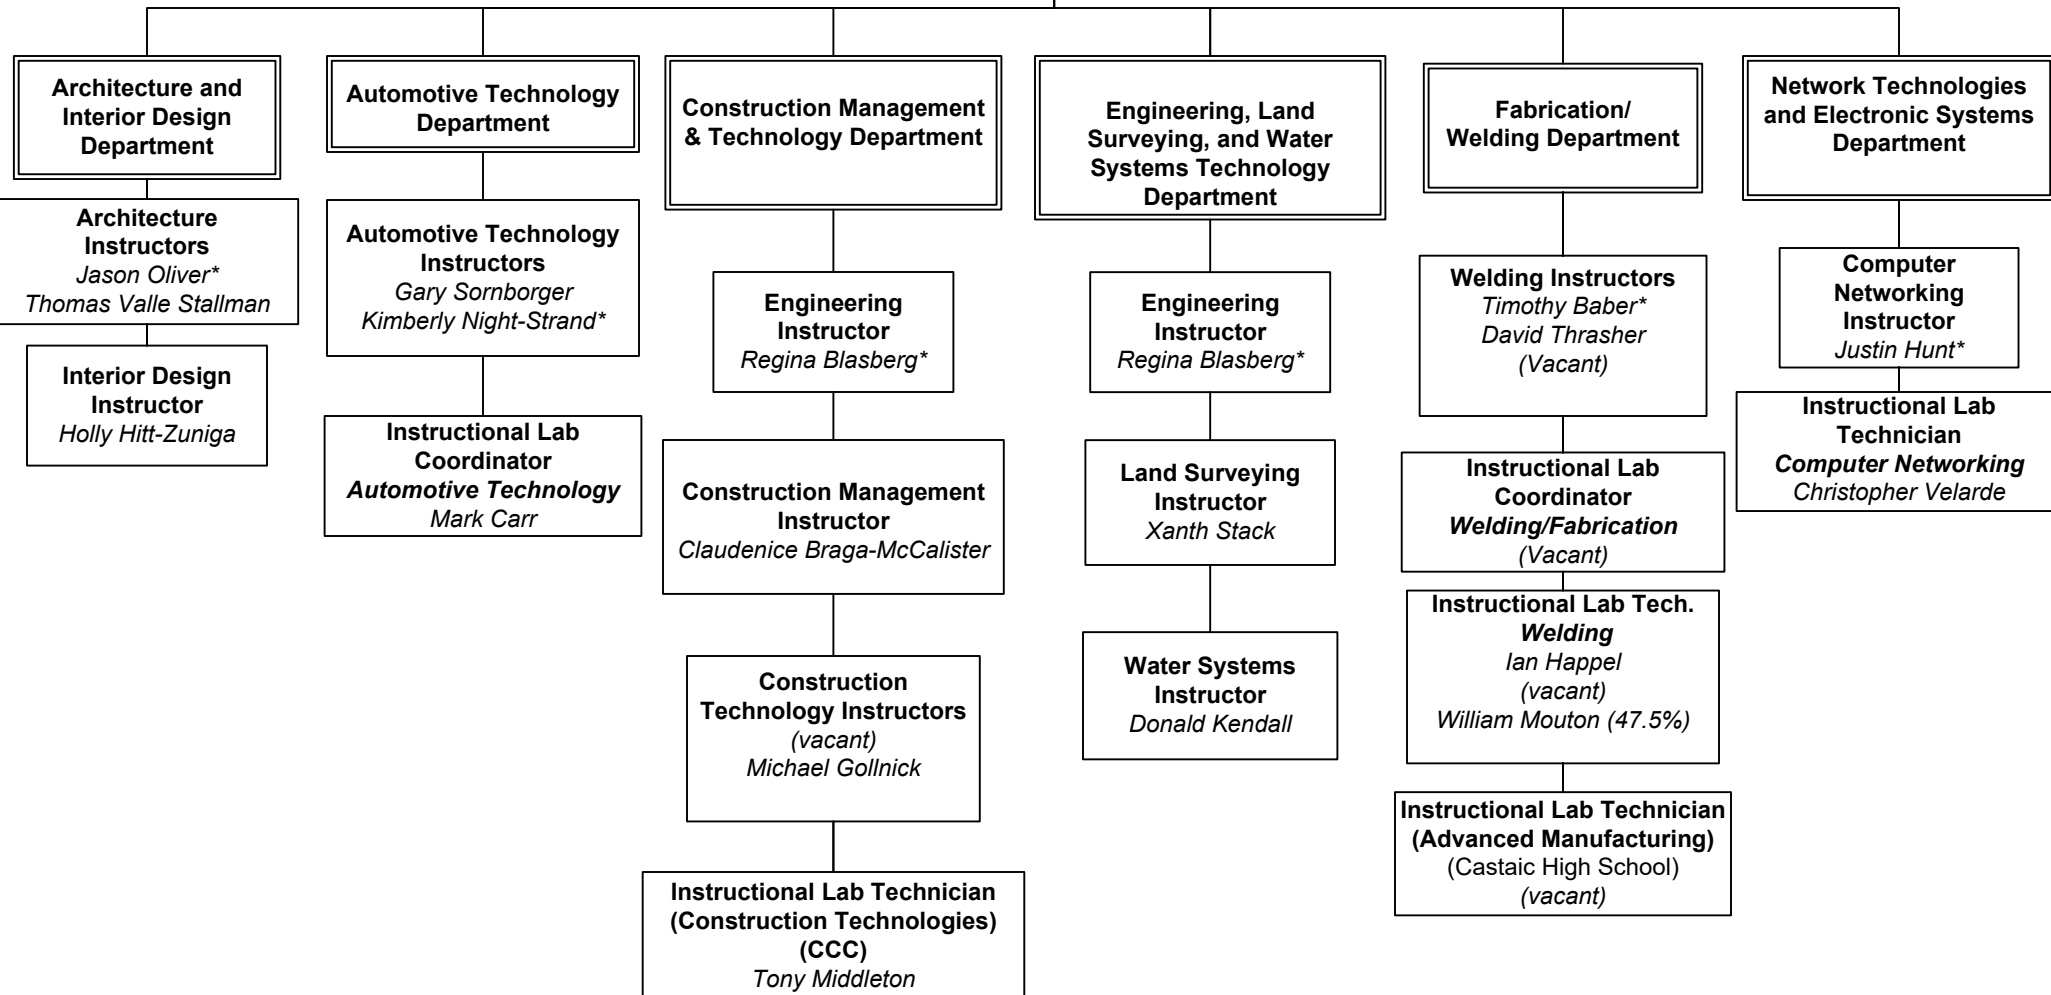 Architecture and
Interior Design
Department
Architecture
Instructors
Jason Oliver*
Thomas Valle Stallman
Interior Design
Instructor
Holly Hitt-Zuniga
Automotive Technology
Department
Automotive Technology
Instructors
Gary Sornborger
Kimberly Night-Strand*
Instructional Lab
Coordinator
Automotive Technology
Mark Carr
Construction Management
& Technology Department
Engineering
Instructor
Regina Blasberg*
Construction Management
Instructor
Claudenice Braga-McCalister
Construction
Technology Instructors
(vacant)
Michael Gollnick
Instructional Lab Technician
(Construction Technologies)
(CCC)
Tony Middleton
Engineering, Land
Surveying, and Water
Systems Technology
Department
Engineering
Instructor
Regina Blasberg*
Land Surveying
Instructor
Xanth Stack
Water Systems
Instructor
Donald Kendall
Fabrication/
Welding Department
Welding Instructors
Timothy Baber*
David Thrasher
(Vacant)
Instructional Lab
Coordinator
Welding/Fabrication
(Vacant)
Instructional Lab Tech.
Welding
Ian Happel
(vacant)
William Mouton (47.5%)
Instructional Lab Technician
(Advanced Manufacturing)
(Castaic High School)
(vacant)
Network Technologies
and Electronic Systems
Department
Computer
Networking
Instructor
Justin Hunt*
Instructional Lab
Technician
Computer Networking
Christopher Velarde